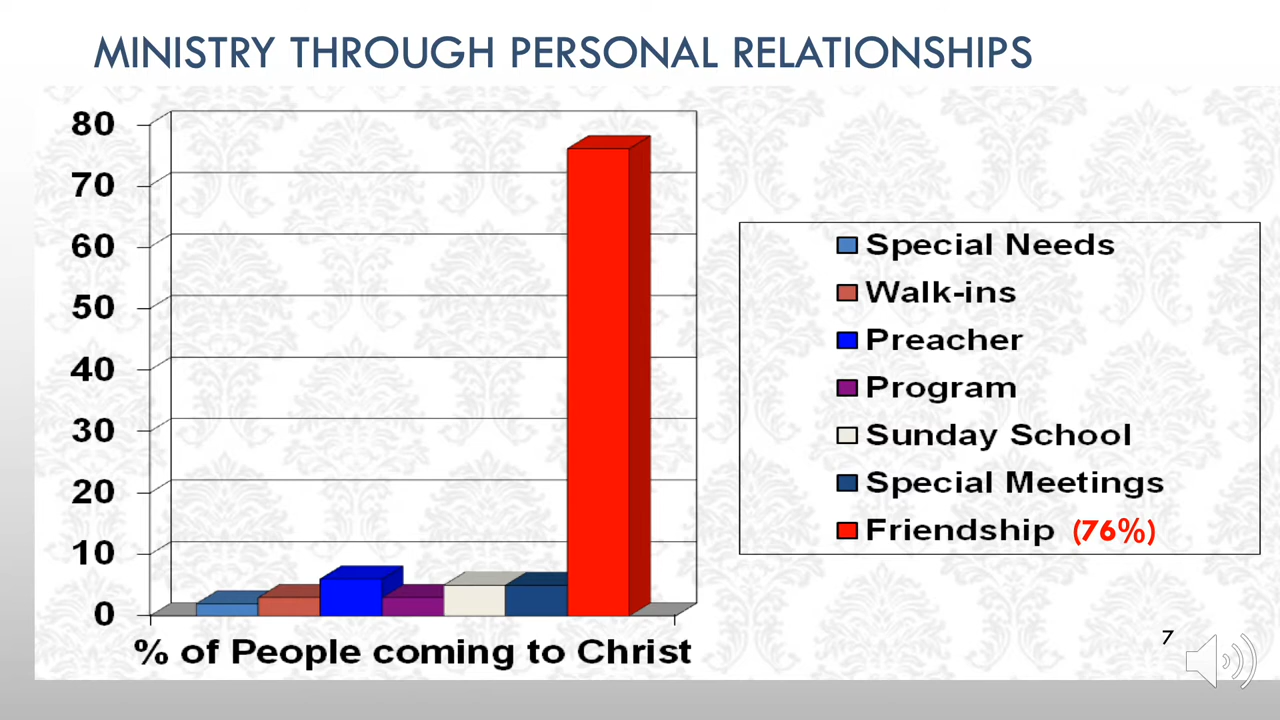 MINISTRY THROUGH PERSONAL RELATIONSHIPS
80
70
60
50
40
30
20
10
0
% of People coming to Christ
Special Needs
Walk-ins
Preacher
Program
Sunday School
Special Meetings
Friendship (76%)
7